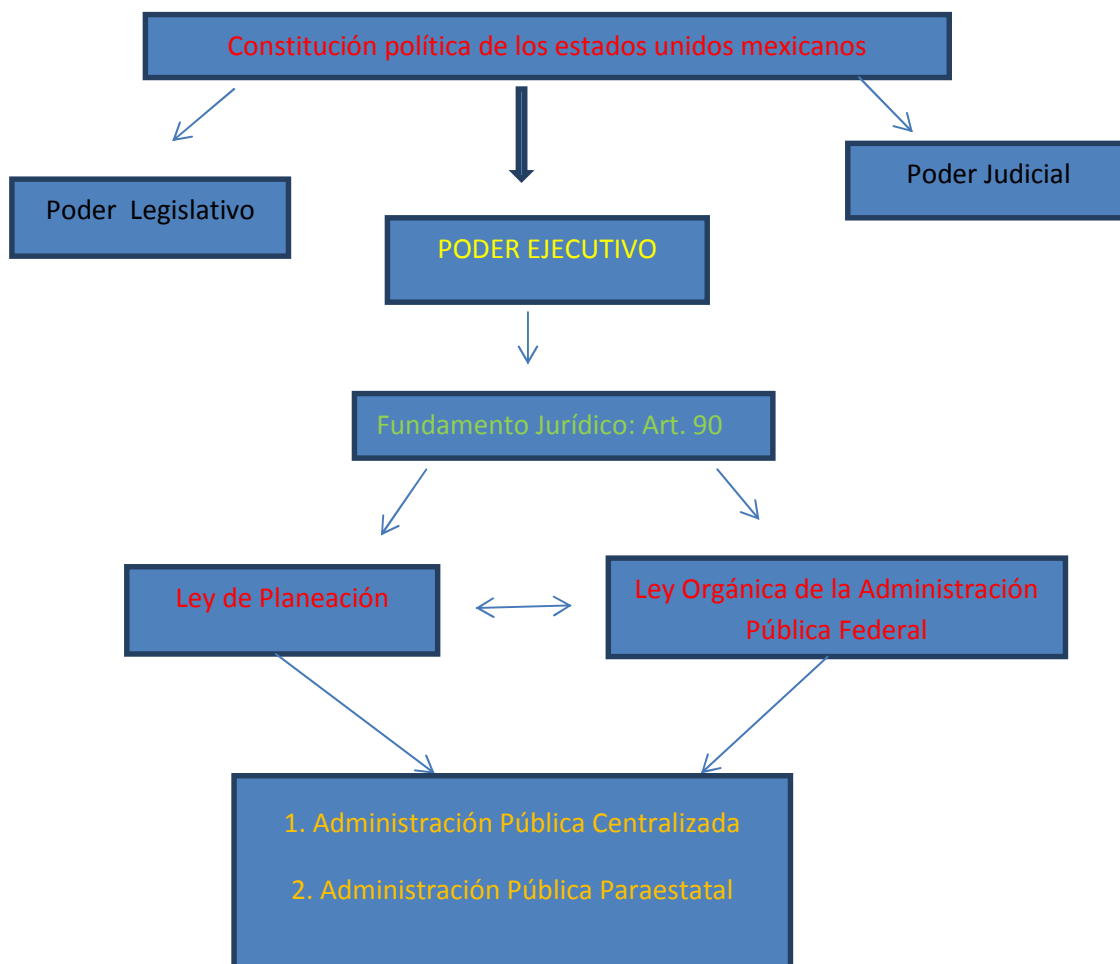 Constitución política de los estados unidos mexicanos
Poder Legislativo
Poder Judicial
PODER EJECUTIVO
Fundamento Jurídico: Art. 90
Ley de Planeación
Ley Orgánica de la Administración
Pública Federal
1. Administración Pública Centralizada
2. Administración Pública Paraestatal